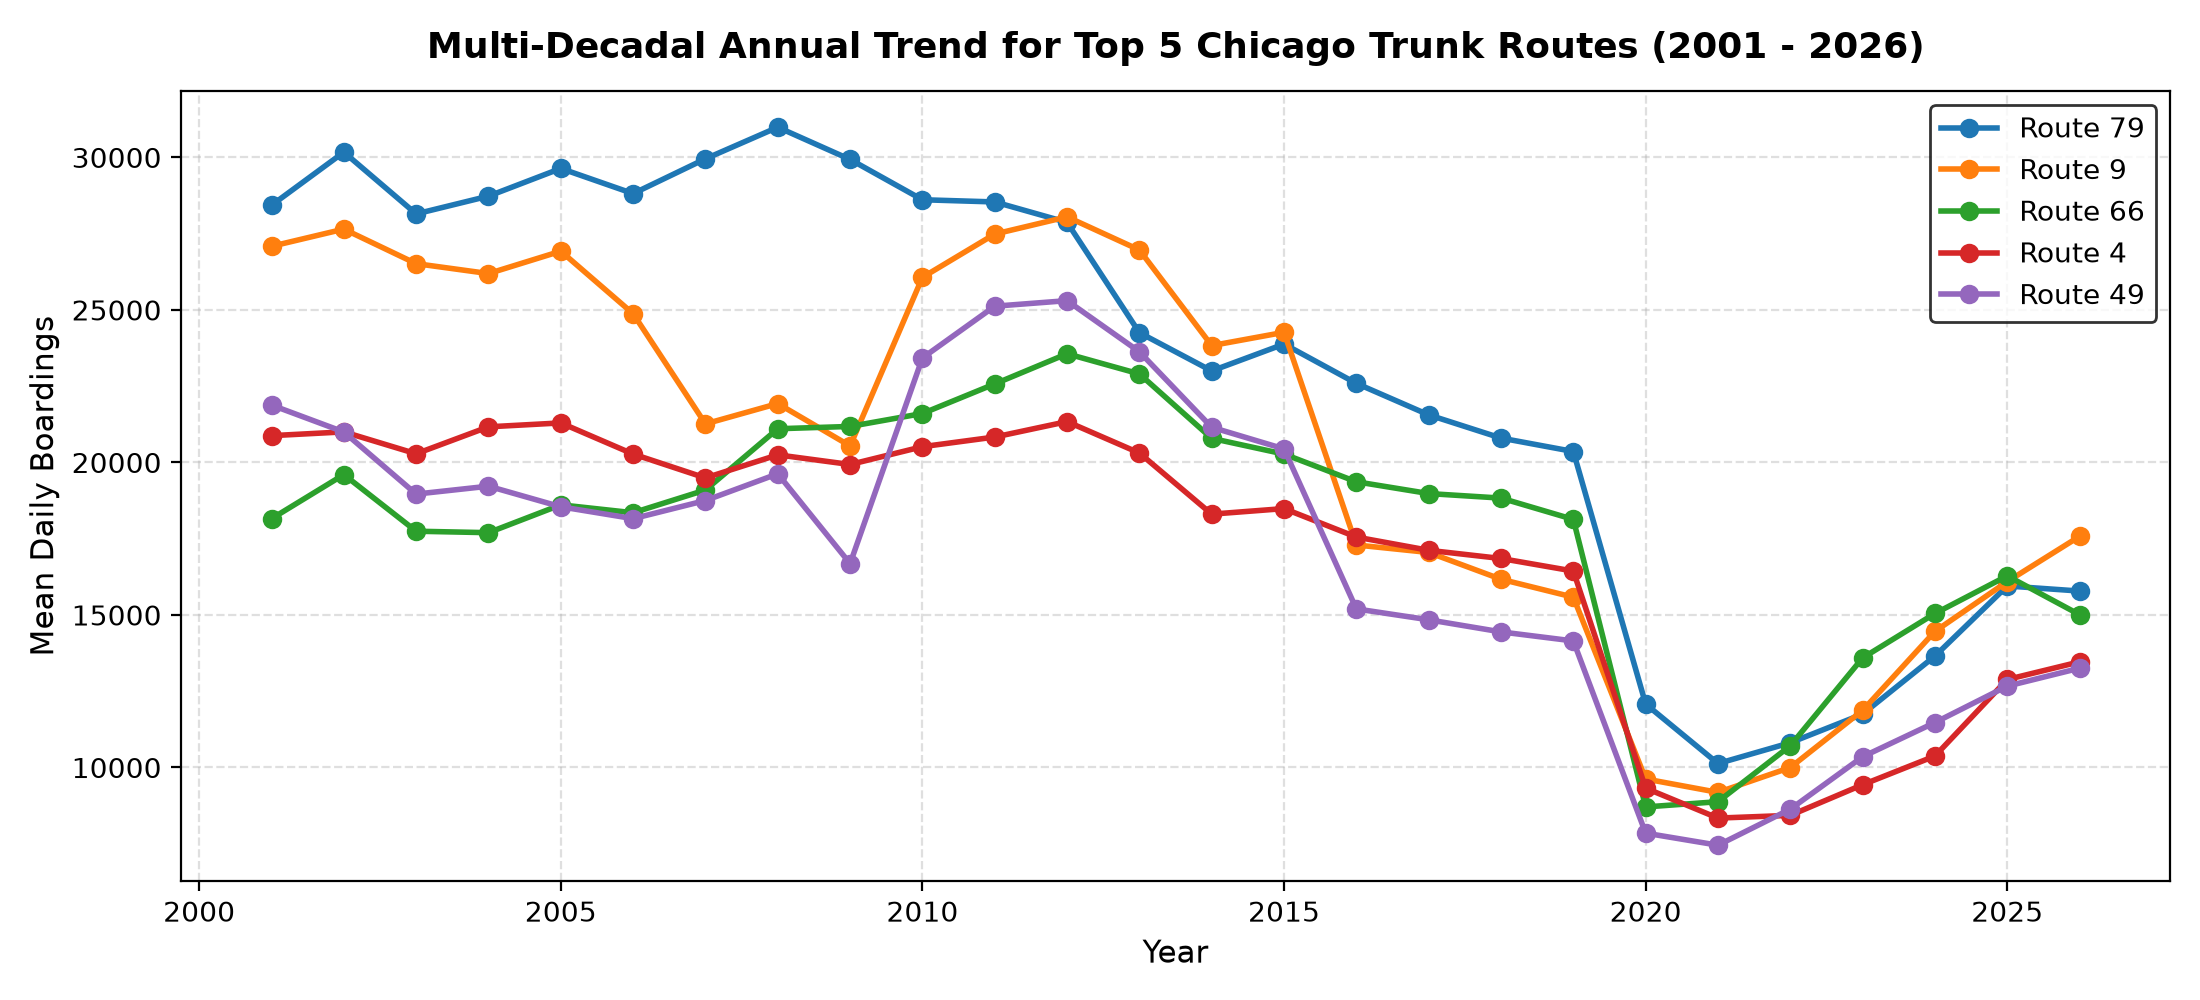 Multi-Decadal Annual Trend for Top 5 Chicago Trunk Routes (2001 - 2026)
Mean Daily Boardings
30000
25000
20000
15000
10000
Route 79
Route 9
Route 66
Route 4
Route 49
2000
2005
2010
2015
2020
2025
Year